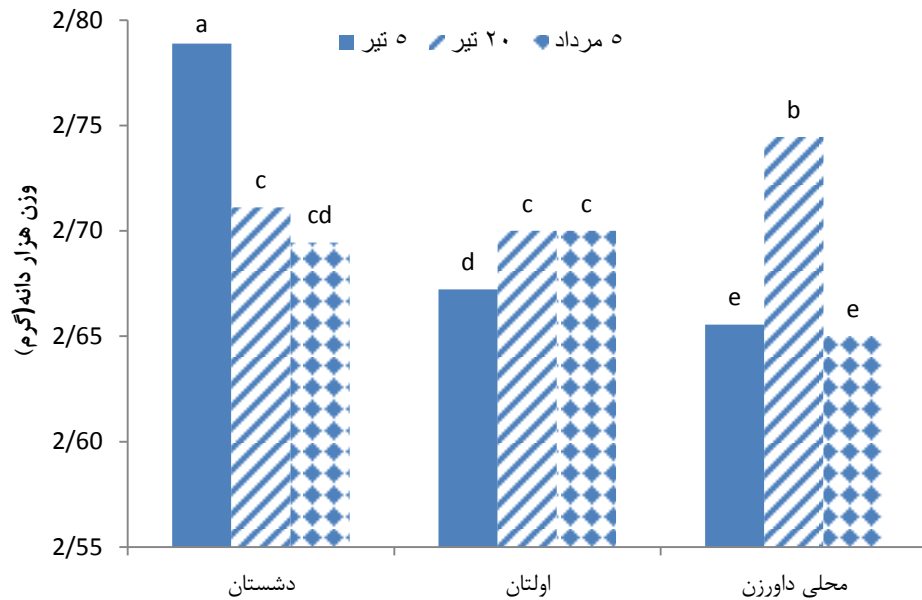 وزن هزار دانه(گرم)
2/80
2/75
2/70
2/65
2/60
2/55
۵ تیر
۲۰ تیر
۵ مرداد
a
c
cd
d
c
c
e
b
e
دشستان
اولتان
محلی داورزن